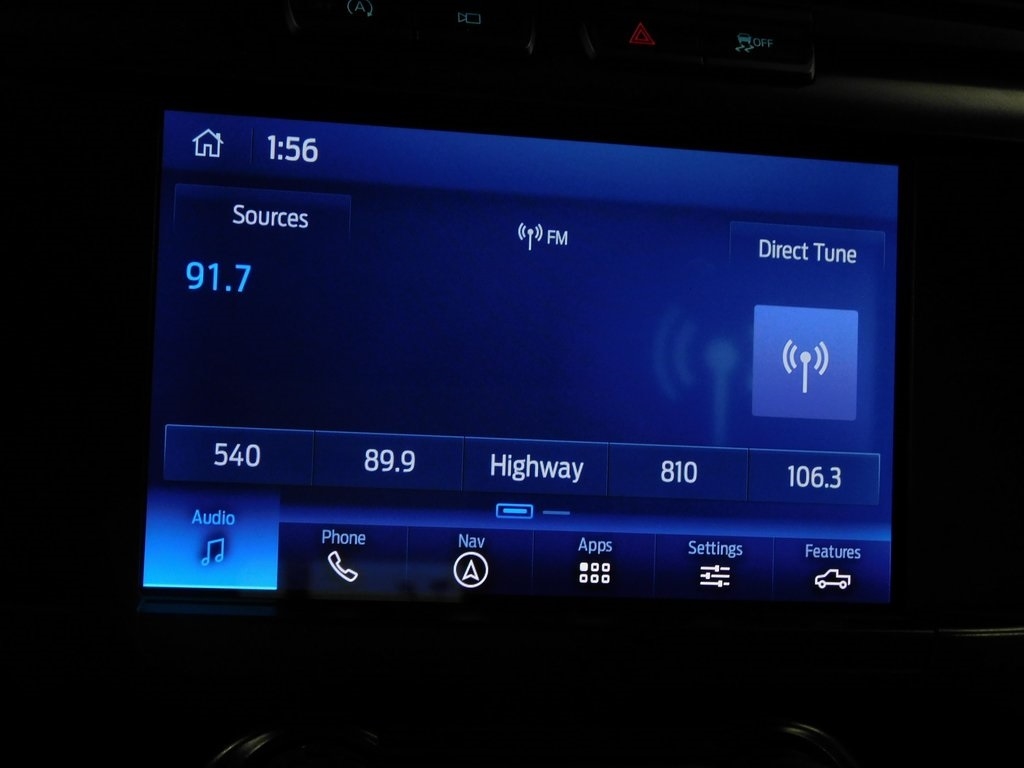 A
OFF
1:56
Sources
FM
Direct Tune
91.7
540 89.9 Highway 810 106.3
Audio Phone Nav Apps Settings Features